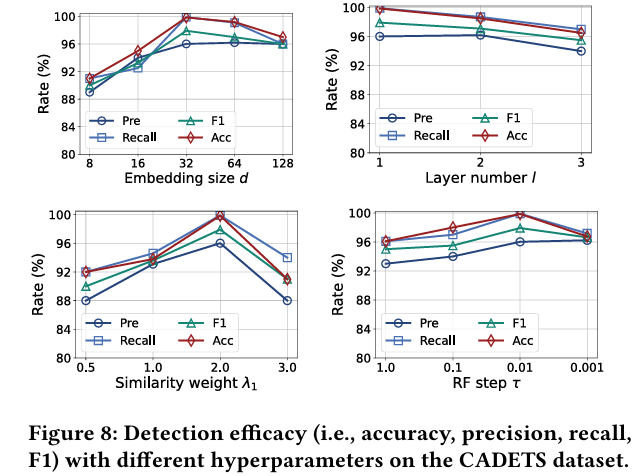 100
96
92
88
84
80
Rate (%)
Pre
F1
Recall
Acc
8
16
32
64
128
Embedding size d
100
96
92
88
84
80
Rate (%)
Pre
F1
Recall
Acc
1
2
3
Layer number l
100
96
92
88
84
80
Rate (%)
Pre
F1
Recall
Acc
0.5
1.0
2.0
3.0
Similarity weight λ₁
100
96
92
88
84
80
Rate (%)
Pre
F1
Recall
Acc
1.0
0.1
0.01
0.001
RF step τ
Figure 8: Detection efficacy (i.e., accuracy, precision, recall,
F1) with different hyperparameters on the CADETS dataset.